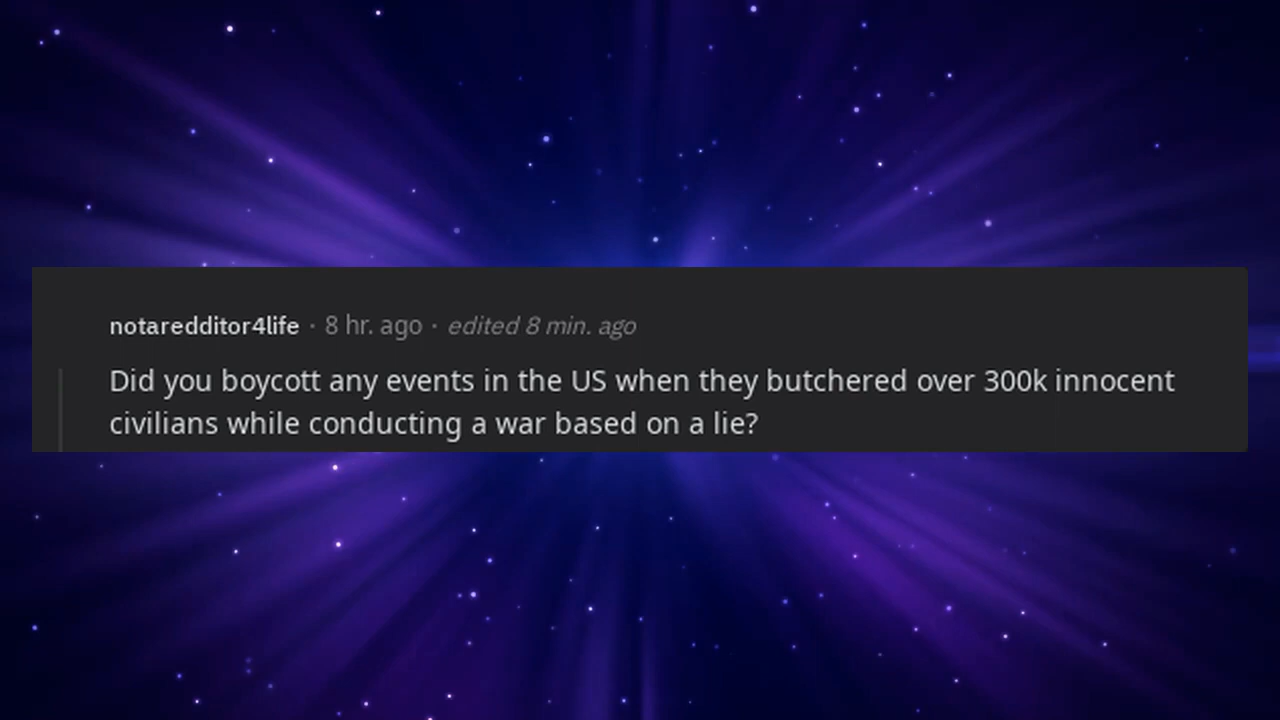 notaredditor4life · 8 hr. ago · edited 8 min. ago
Did you boycott any events in the US when they butchered over 300k innocent
civilians while conducting a war based on a lie?